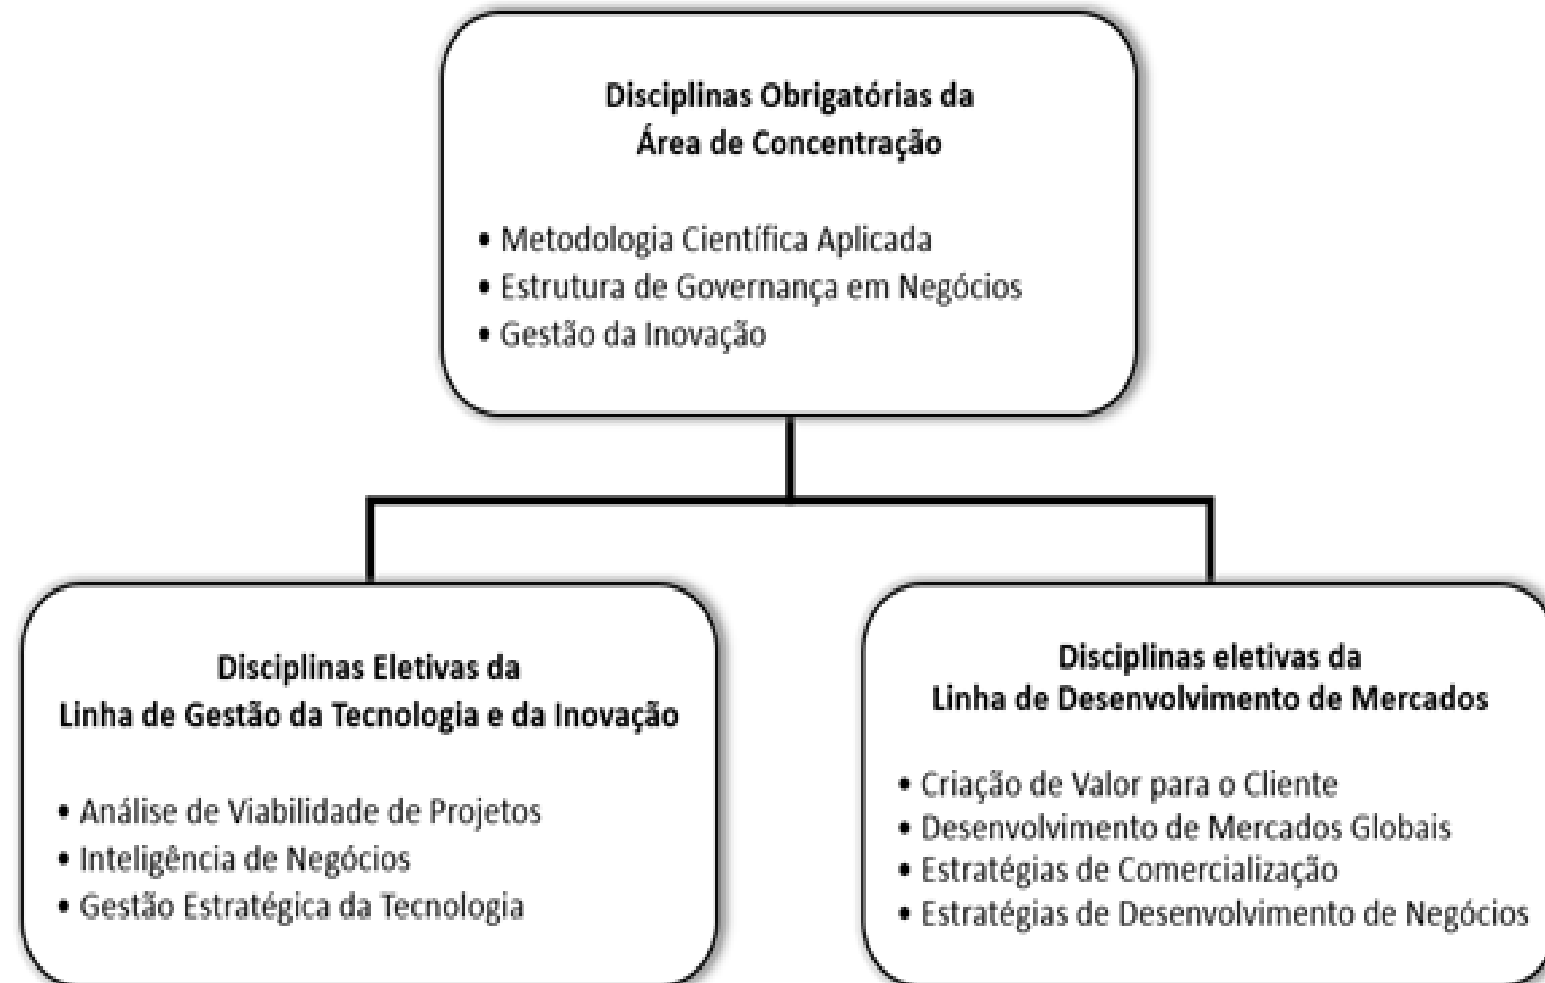 Disciplinas Obrigatórias da
Área de Concentração
• Metodologia Científica Aplicada
• Estrutura de Governança em Negócios
• Gestão da Inovação
Disciplinas Eletivas da
Linha de Gestão da Tecnologia e da Inovação
• Análise de Viabilidade de Projetos
• Inteligência de Negócios
• Gestão Estratégica da Tecnologia
Disciplinas eletivas da
Linha de Desenvolvimento de Mercados
• Criação de Valor para o Cliente
• Desenvolvimento de Mercados Globais
• Estratégias de Comercialização
• Estratégias de Desenvolvimento de Negócios